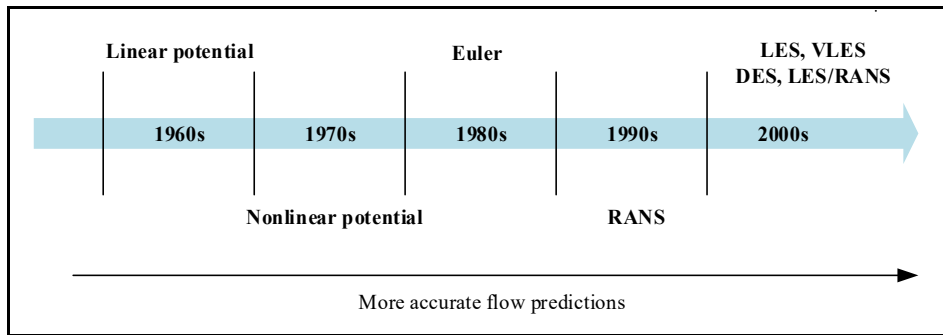 Linear potential
Euler
LES, VLES
DES, LES/RANS
1960s
1970s
1980s
1990s
2000s
Nonlinear potential
RANS
More accurate flow predictions